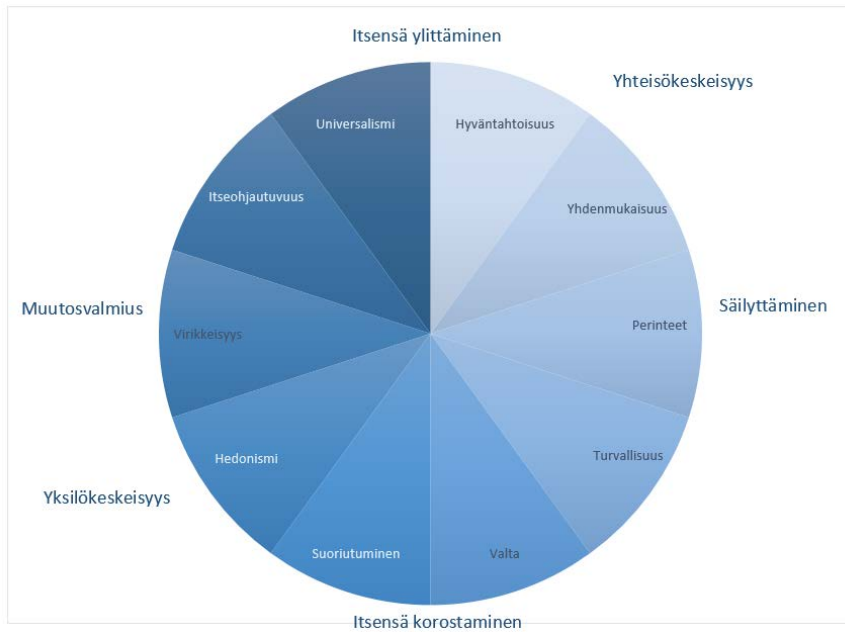 Itsensä ylittäminen
Yhteisökeskeisyys
Universalismi
Hyväntahtoisuus
Itseohjautuvuus
Yhdenmukaisuus
Muutosvalmius
Säilyttäminen
Virikkeisyys
Perinteet
Hedonismi
Turvallisuus
Yksilökeskeisyys
Suoriutuminen
Valta
Itsensä korostaminen